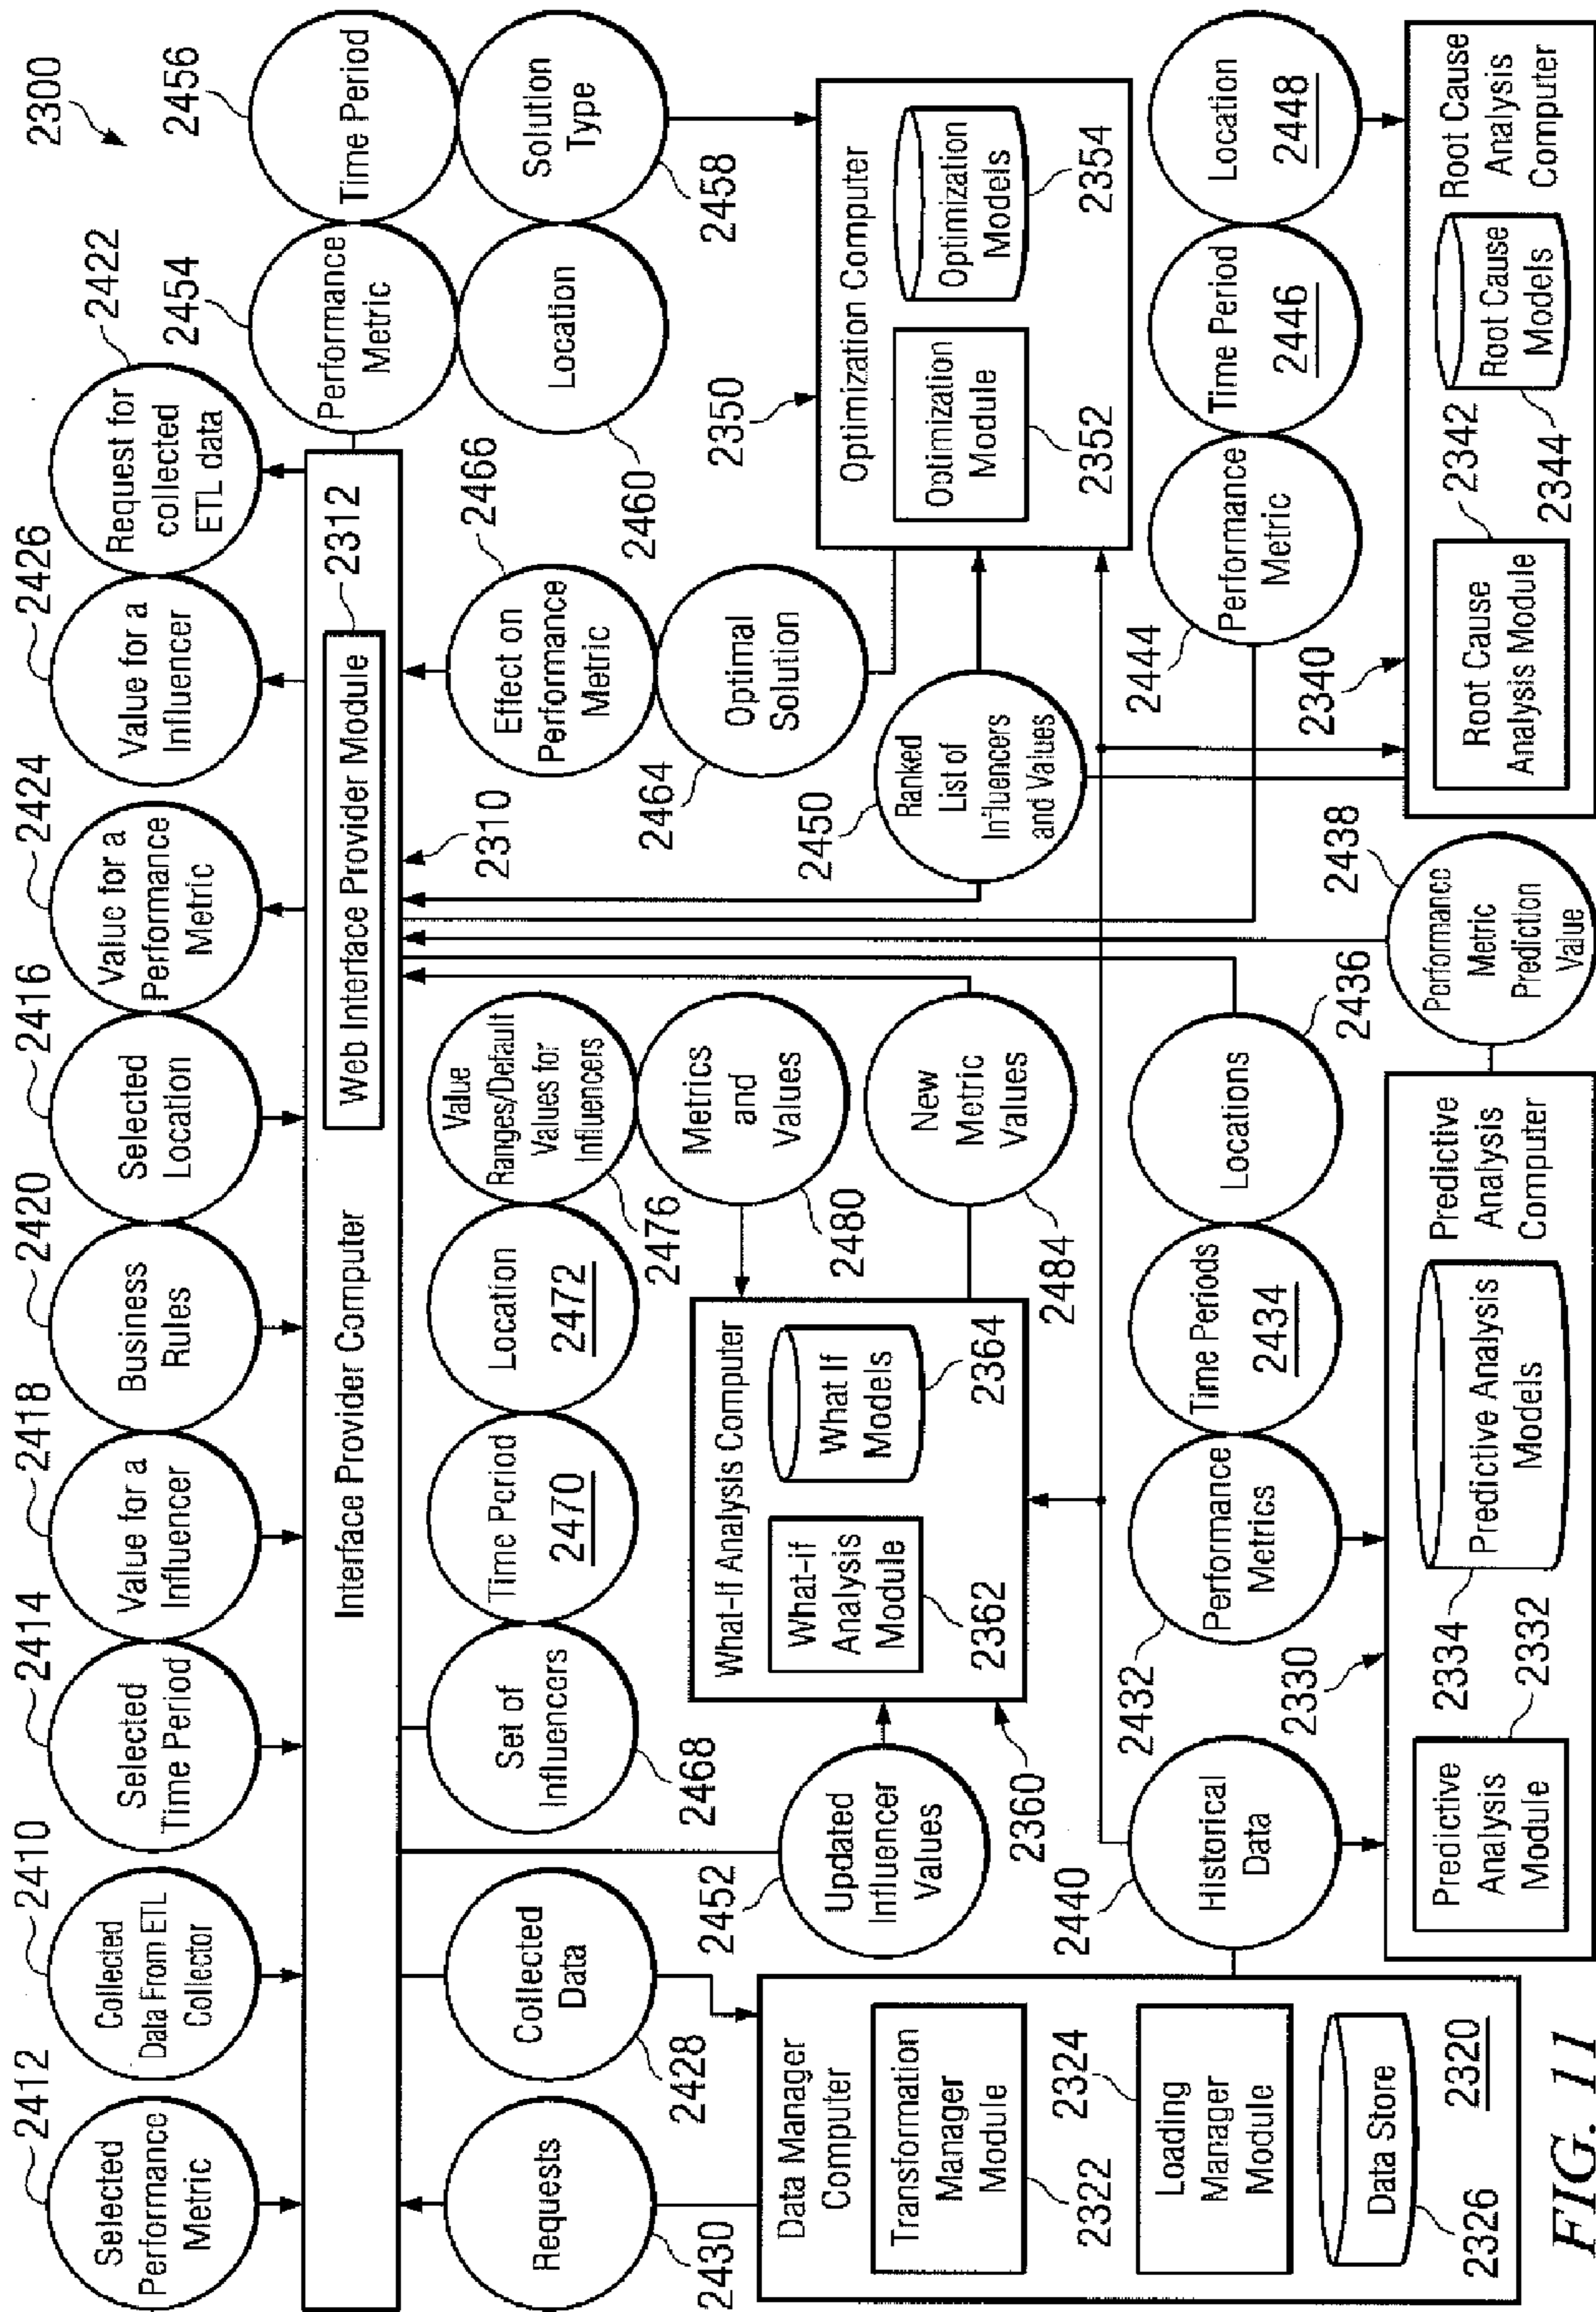 2300
2412
2410
2414
2418
2420
2416
2424
2426
2422
Selected
Performance
Metric
Collected
Data From ETL
Collector
Selected
Time Period
Value for a
Influencer
Business
Rules
Selected
Location
Value for a
Performance
Metric
Value for a
Influencer
Request for
collected
ETL data
2454
2456
Performance
Metric
Time Period
Location
Solution
Type
2460
2458
Interface Provider Computer
Web Interface Provider Module
2312
2310
Requests
2430
Collected
Data
2428
Set of
Influencers
2468
Time Period
2470
Location
2472
Value
Ranges/Default
Values for
Influencers
2476
Metrics
and
Values
2480
New
Metric
Values
2484
Effect on
Performance
Metric
2466
Optimal
Solution
2464
2450
Ranked
List of
Influencers
and Values
2452
Updated
Influencer
Values
2360
What-If Analysis Computer
What-if
Analysis
Module
2362
What If
Models
2364
2350
Optimization Computer
Optimization
Module
2352
Optimization
Models
2354
Data Manager
Computer
Transformation
Manager
Module
2322
2324
Loading
Manager
Module
Data Store
2326
2320
2440
Historical
Data
2432
Performance
Metrics
Time Periods
2434
Locations
2436
2438
Performance
Metric
Prediction
Value
2444
Performance
Metric
Time Period
2446
Location
2448
2330
Predictive
Analysis
Module
2332
2334
Predictive Analysis
Models
Predictive
Analysis
Computer
2340
Root Cause
Analysis Module
2342
Root Cause
Models
2344
Root Cause
Analysis
Computer
FIG. 11